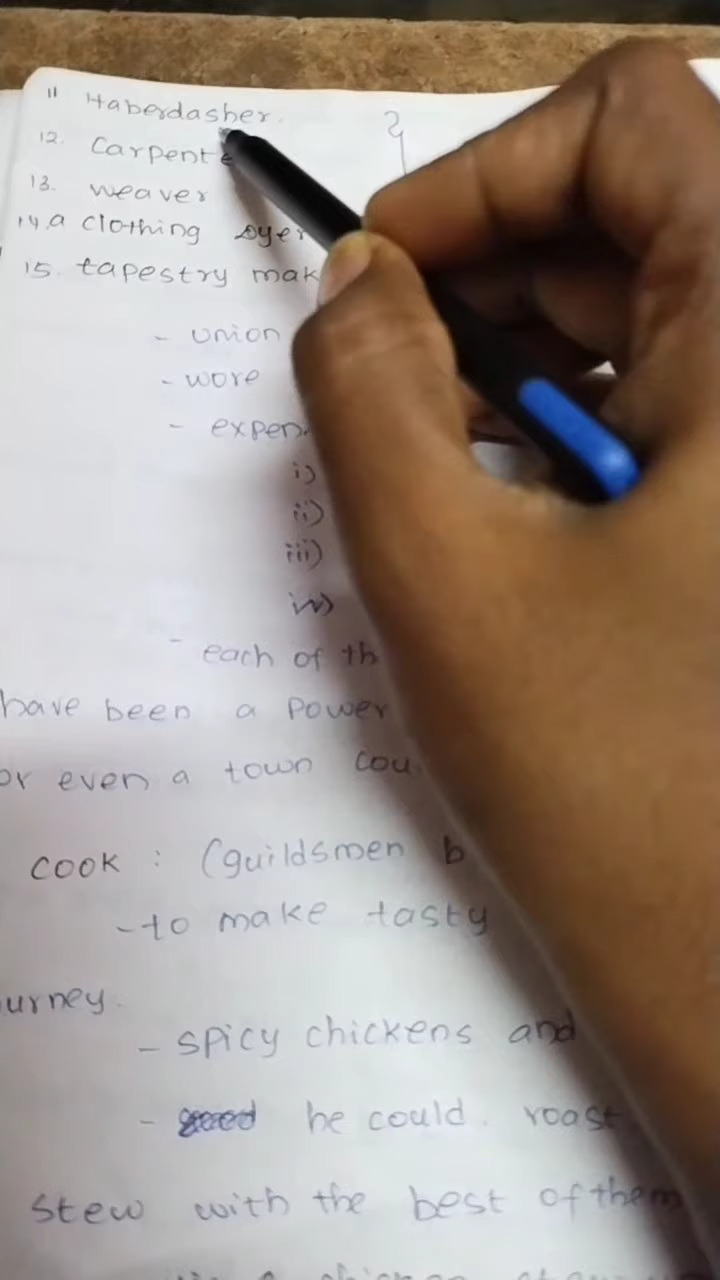 11 Haberdasher.
12. Carpente
13. weaver
14. a clothing dyer
15. tapestry mak
- union
- wore
- expen
i)
ii)
iii)
iv)
- each of th
have been a power
or even a town cou
cook : (guildsmen b
- to make tasty
urney.
- spicy chickens and
- he could roast
stew with the best of them